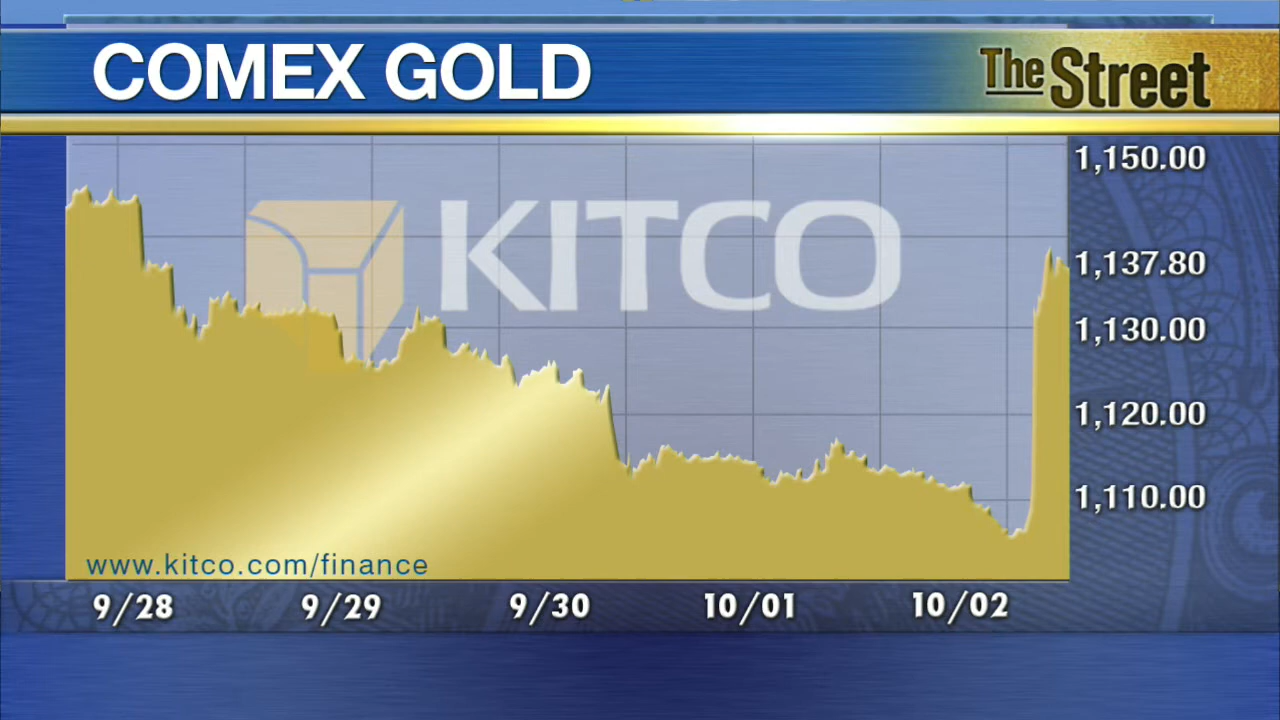 COMEX GOLD
The Street
KITCO
1,150.00
1,137.80
1,130.00
1,120.00
1,110.00
www.kitco.com/finance
9/28 9/29 9/30 10/01 10/02